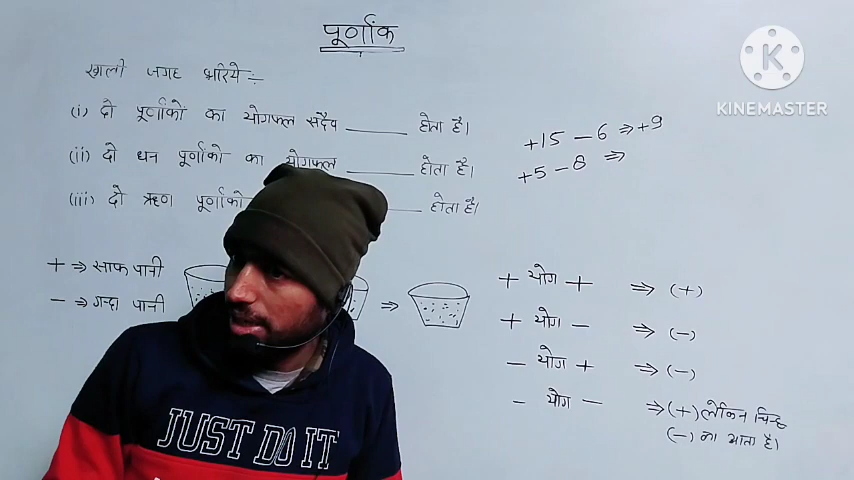 पूर्णांक
खाली जगह भरिये :-
(i) दो पूर्णांकों का योगफल सदैव ______ होता है।
(ii) दो धन पूर्णांको का योगफल ______ होता है।
(iii) दो ऋण पूर्णांको ______ होता है।
+ ⇒ साफ पानी
- ⇒ गन्दा पानी
⇒
+15 - 6 ⇒ +9
+5 - 8 ⇒
+ योग + ⇒ (+)
+ योग - ⇒ (-)
- योग + ⇒ (-)
- योग - ⇒ (+) लेकिन चिन्ह
(-) का आता है।
JUST DO IT
K
KINEMASTER